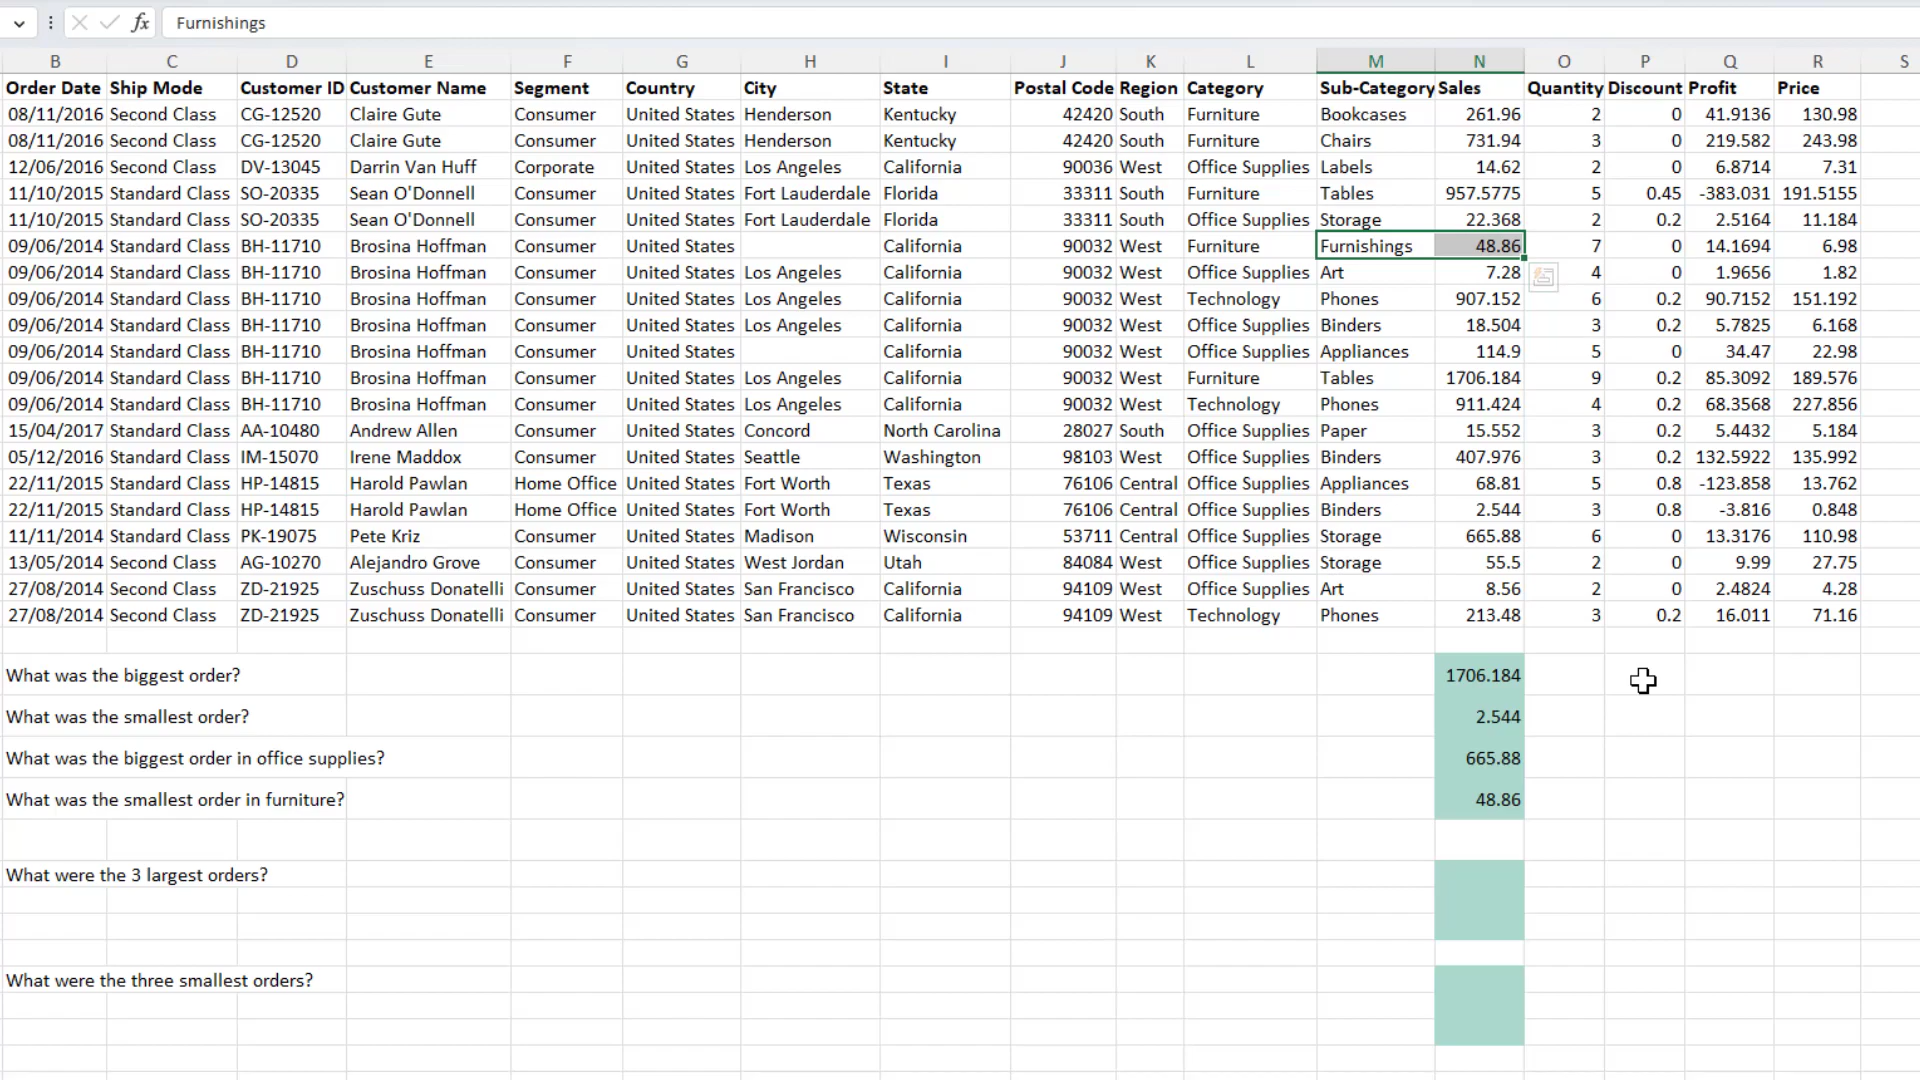 fx Furnishings
B C D E F G H I J K L M N O P Q R S
Order Date Ship Mode Customer ID Customer Name Segment Country City State Postal Code Region Category Sub-Category Sales Quantity Discount Profit Price
08/11/2016 Second Class CG-12520 Claire Gute Consumer United States Henderson Kentucky 42420 South Furniture Bookcases 261.96 2 0 41.9136 130.98
08/11/2016 Second Class CG-12520 Claire Gute Consumer United States Henderson Kentucky 42420 South Furniture Chairs 731.94 3 0 219.582 243.98
12/06/2016 Second Class DV-13045 Darrin Van Huff Corporate United States Los Angeles California 90036 West Office Supplies Labels 14.62 2 0 6.8714 7.31
11/10/2015 Standard Class SO-20335 Sean O'Donnell Consumer United States Fort Lauderdale Florida 33311 South Furniture Tables 957.5775 5 0.45 -383.031 191.5155
11/10/2015 Standard Class SO-20335 Sean O'Donnell Consumer United States Fort Lauderdale Florida 33311 South Office Supplies Storage 22.368 2 0.2 2.5164 11.184
09/06/2014 Standard Class BH-11710 Brosina Hoffman Consumer United States California 90032 West Furniture Furnishings 48.86 7 0 14.1694 6.98
09/06/2014 Standard Class BH-11710 Brosina Hoffman Consumer United States Los Angeles California 90032 West Office Supplies Art 7.28 4 0 1.9656 1.82
09/06/2014 Standard Class BH-11710 Brosina Hoffman Consumer United States Los Angeles California 90032 West Technology Phones 907.152 6 0.2 90.7152 151.192
09/06/2014 Standard Class BH-11710 Brosina Hoffman Consumer United States Los Angeles California 90032 West Office Supplies Binders 18.504 3 0.2 5.7825 6.168
09/06/2014 Standard Class BH-11710 Brosina Hoffman Consumer United States California 90032 West Office Supplies Appliances 114.9 5 0 34.47 22.98
09/06/2014 Standard Class BH-11710 Brosina Hoffman Consumer United States Los Angeles California 90032 West Furniture Tables 1706.184 9 0.2 85.3092 189.576
09/06/2014 Standard Class BH-11710 Brosina Hoffman Consumer United States Los Angeles California 90032 West Technology Phones 911.424 4 0.2 68.3568 227.856
15/04/2017 Standard Class AA-10480 Andrew Allen Consumer United States Concord North Carolina 28027 South Office Supplies Paper 15.552 3 0.2 5.4432 5.184
05/12/2016 Standard Class IM-15070 Irene Maddox Consumer United States Seattle Washington 98103 West Office Supplies Binders 407.976 3 0.2 132.5922 135.992
22/11/2015 Standard Class HP-14815 Harold Pawlan Home Office United States Fort Worth Texas 76106 Central Office Supplies Appliances 68.81 5 0.8 -123.858 13.762
22/11/2015 Standard Class HP-14815 Harold Pawlan Home Office United States Fort Worth Texas 76106 Central Office Supplies Binders 2.544 3 0.8 -3.816 0.848
11/11/2014 Standard Class PK-19075 Pete Kriz Consumer United States Madison Wisconsin 53711 Central Office Supplies Storage 665.88 6 0 13.3176 110.98
13/05/2014 Second Class AG-10270 Alejandro Grove Consumer United States West Jordan Utah 84084 West Office Supplies Storage 55.5 2 0 9.99 27.75
27/08/2014 Second Class ZD-21925 Zuschuss Donatelli Consumer United States San Francisco California 94109 West Office Supplies Art 8.56 2 0 2.4824 4.28
27/08/2014 Second Class ZD-21925 Zuschuss Donatelli Consumer United States San Francisco California 94109 West Technology Phones 213.48 3 0.2 16.011 71.16
What was the biggest order? 1706.184
What was the smallest order? 2.544
What was the biggest order in office supplies? 665.88
What was the smallest order in furniture? 48.86
What were the 3 largest orders?
What were the three smallest orders?